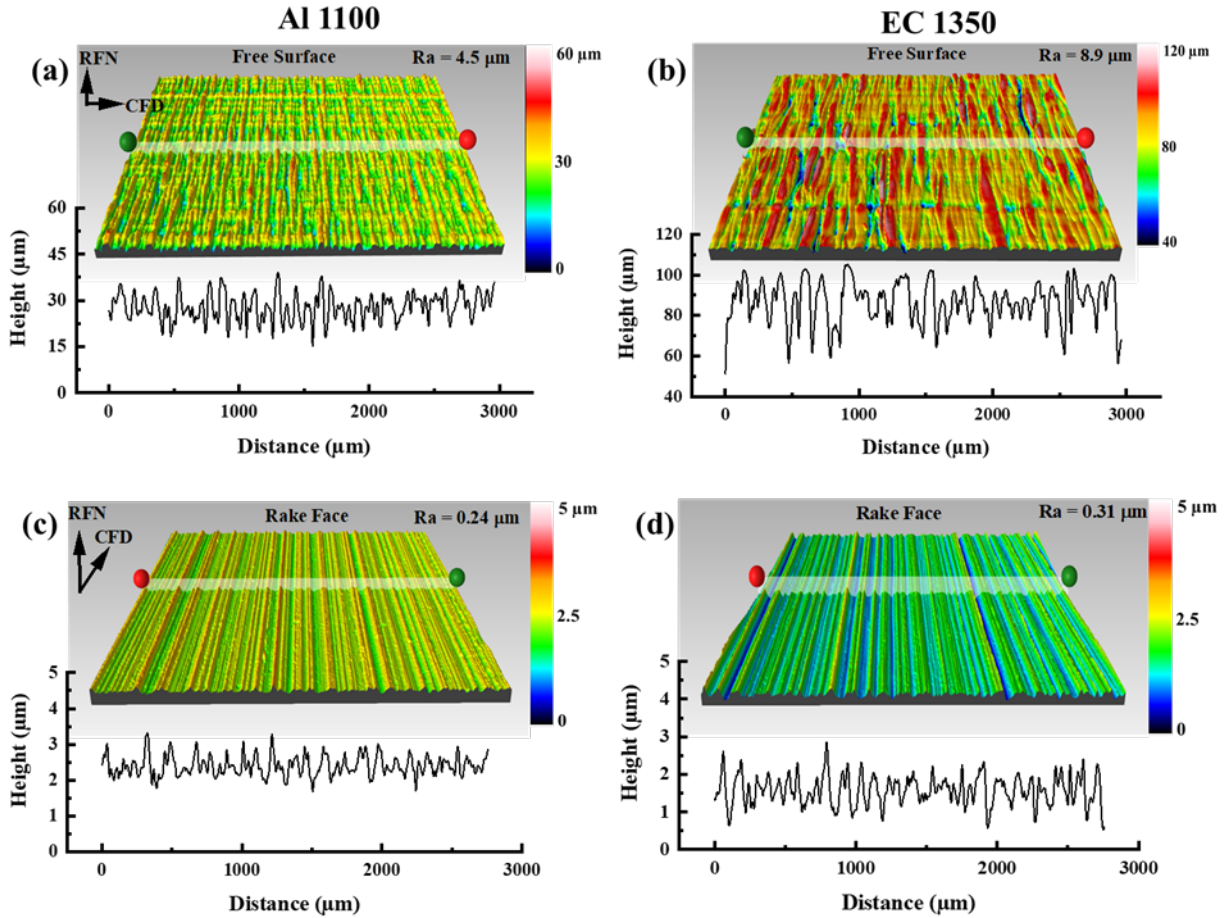 Al 1100
EC 1350
(a)
RFN
CFD
Free Surface
Ra = 4.5 µm
60 µm
30
0
Height (µm)
60
45
30
15
0
0
1000
2000
3000
Distance (µm)
(b)
Free Surface
Ra = 8.9 µm
120 µm
80
40
Height (µm)
120
100
80
60
40
0
1000
2000
3000
Distance (µm)
(c)
RFN
CFD
Rake Face
Ra = 0.24 µm
5 µm
2.5
0
Height (µm)
5
4
3
2
1
0
0
1000
2000
3000
Distance (µm)
(d)
Rake Face
Ra = 0.31 µm
5 µm
2.5
0
Height (µm)
5
4
3
2
1
0
0
1000
2000
3000
Distance (µm)